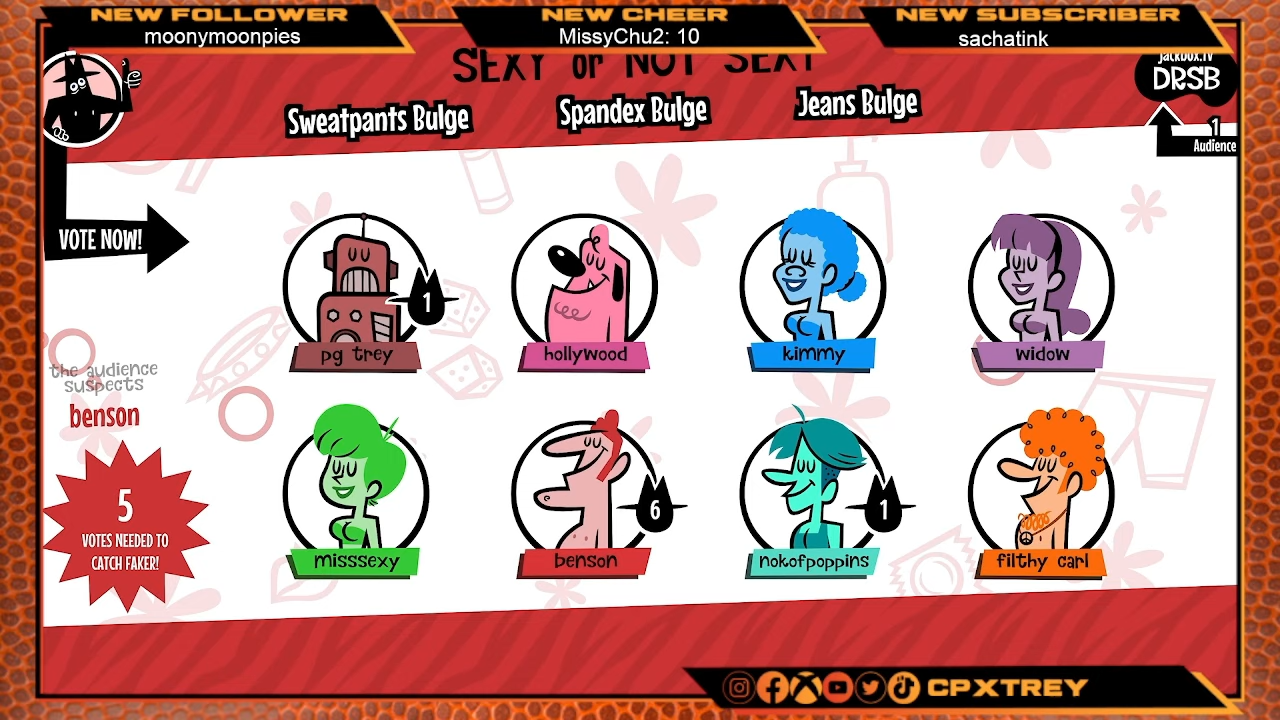 NEW FOLLOWER
moonymoonpies
NEW CHEER
MissyChu2: 10
NEW SUBSCRIBER
sachatink
SEXY or NOT SEXY
jackbox.tv
DRSB
Sweatpants Bulge
Spandex Bulge
Jeans Bulge
1
Audience
VOTE NOW!
1
pg trey
hollywood
kimmy
widow
the audience
suspects
benson
5
VOTES NEEDED TO
CATCH FAKER!
misssexy
6
benson
1
nokofpoppins
filthy carl
CPXTREY